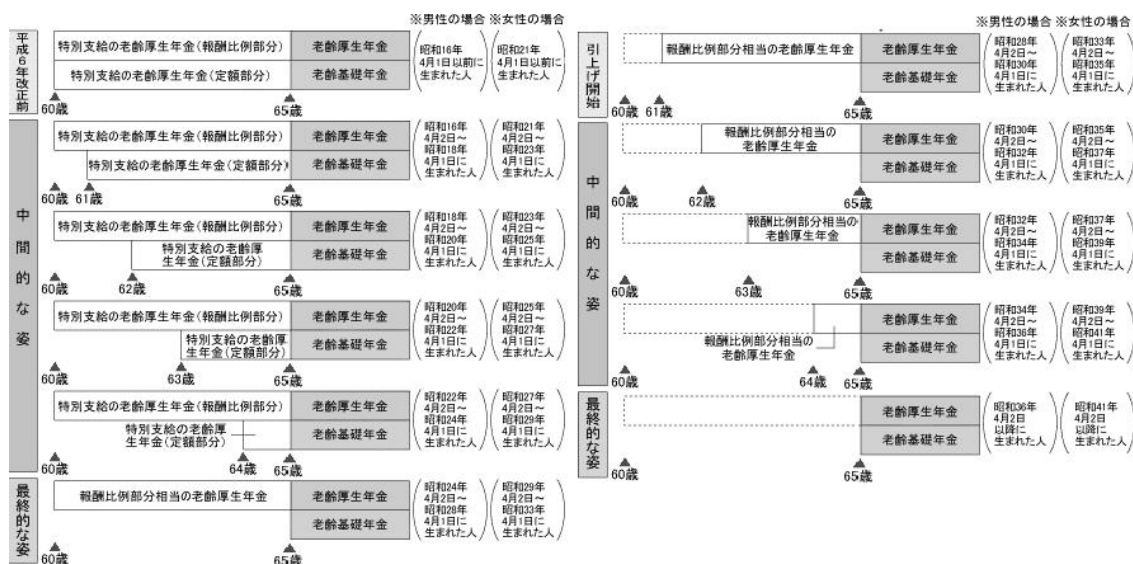 ※男性の場合 ※女性の場合
平成6年改正前
特別支給の老齢厚生年金(報酬比例部分)
老齢厚生年金
特別支給の老齢厚生年金(定額部分)
老齢基礎年金
昭和16年
4月1日以前に
生まれた人
昭和21年
4月1日以前に
生まれた人
60歳
65歳
中間的な姿
特別支給の老齢厚生年金(報酬比例部分)
老齢厚生年金
特別支給の老齢厚生年金(定額部分)
老齢基礎年金
昭和16年
4月2日~
昭和18年
4月1日に
生まれた人
昭和21年
4月2日~
昭和23年
4月1日に
生まれた人
60歳
61歳
65歳
特別支給の老齢厚生年金(報酬比例部分)
老齢厚生年金
特別支給の老齢厚
生年金(定額部分)
老齢基礎年金
昭和18年
4月2日~
昭和20年
4月1日に
生まれた人
昭和23年
4月2日~
昭和25年
4月1日に
生まれた人
60歳
62歳
65歳
特別支給の老齢厚生年金(報酬比例部分)
老齢厚生年金
特別支給の老齢厚
生年金(定額部分)
老齢基礎年金
昭和20年
4月2日~
昭和22年
4月1日に
生まれた人
昭和25年
4月2日~
昭和27年
4月1日に
生まれた人
60歳
63歳
65歳
特別支給の老齢厚生年金(報酬比例部分)
老齢厚生年金
特別支給の老齢厚
生年金(定額部分)
老齢基礎年金
昭和22年
4月2日~
昭和24年
4月1日に
生まれた人
昭和27年
4月2日~
昭和29年
4月1日に
生まれた人
60歳
64歳
65歳
最終的な姿
報酬比例部分相当の老齢厚生年金
老齢厚生年金
老齢基礎年金
昭和24年
4月2日~
昭和28年
4月1日に
生まれた人
昭和29年
4月2日~
昭和33年
4月1日に
生まれた人
60歳
65歳
※男性の場合 ※女性の場合
引上げ開始
報酬比例部分相当の老齢厚生年金
老齢厚生年金
老齢基礎年金
昭和28年
4月2日~
昭和30年
4月1日に
生まれた人
昭和33年
4月2日~
昭和35年
4月1日に
生まれた人
60歳
61歳
65歳
中間的な姿
報酬比例部分相当の
老齢厚生年金
老齢厚生年金
老齢基礎年金
昭和30年
4月2日~
昭和32年
4月1日に
生まれた人
昭和35年
4月2日~
昭和37年
4月1日に
生まれた人
60歳
62歳
65歳
報酬比例部分相当の
老齢厚生年金
老齢厚生年金
老齢基礎年金
昭和32年
4月2日~
昭和34年
4月1日に
生まれた人
昭和37年
4月2日~
昭和39年
4月1日に
生まれた人
60歳
63歳
65歳
報酬比例部分相当の
老齢厚生年金
老齢厚生年金
老齢基礎年金
昭和34年
4月2日~
昭和36年
4月1日に
生まれた人
昭和39年
4月2日~
昭和41年
4月1日に
生まれた人
60歳
64歳
65歳
最終的な姿
老齢厚生年金
老齢基礎年金
昭和36年
4月2日
以降に
生まれた人
昭和41年
4月2日
以降に
生まれた人
60歳
65歳